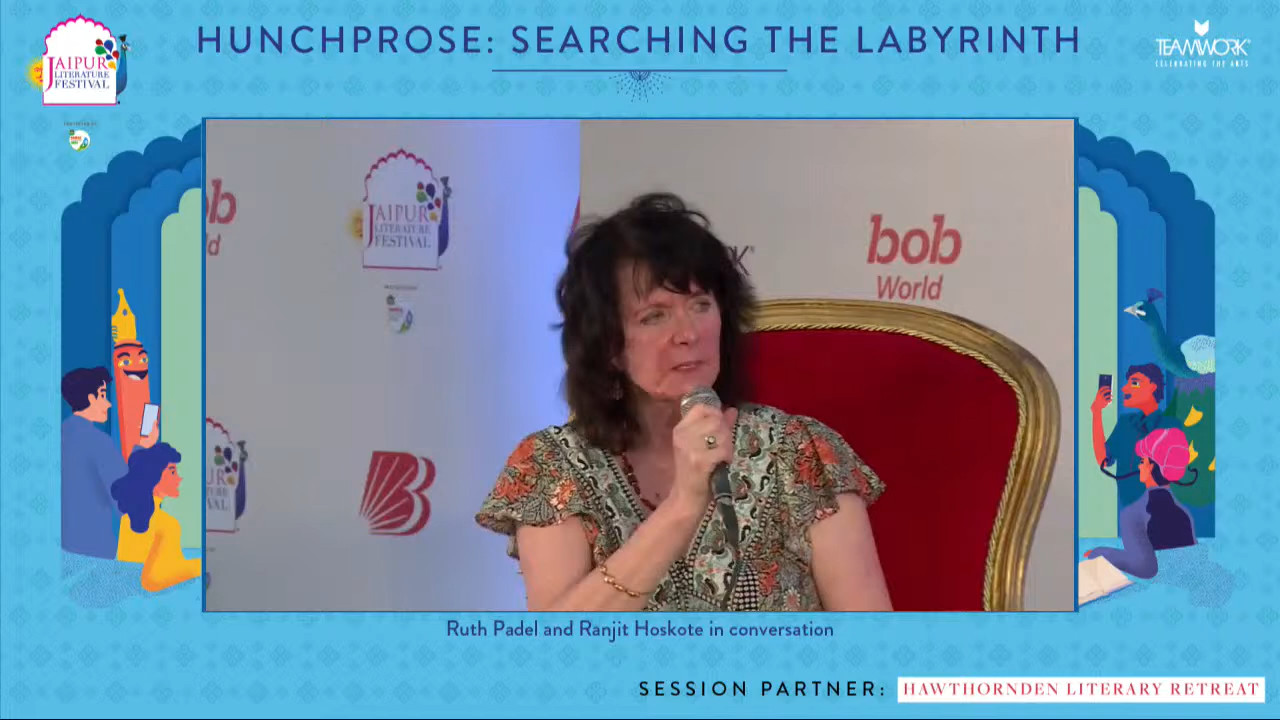 HUNCHPROSE: SEARCHING THE LABYRINTH
JAIPUR
LITERATURE
FESTIVAL
TEAMWORK
CELEBRATING THE ARTS
JAIPUR
LITERATURE
FESTIVAL
bob
World
Ruth Padel and Ranjit Hoskote in conversation
SESSION PARTNER: HAWTHORNDEN LITERARY RETREAT